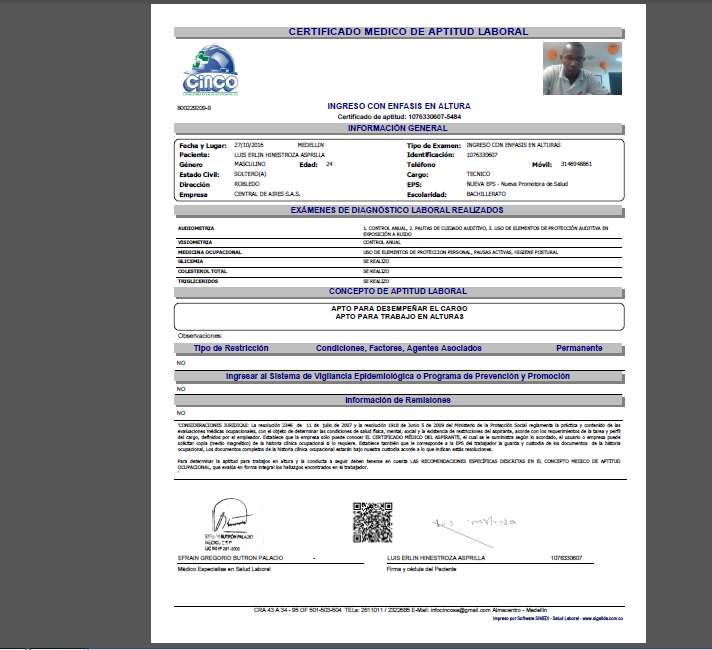 CERTIFICADO MEDICO DE APTITUD LABORAL
CINCO
800229209-9
INGRESO CON ENFASIS EN ALTURA
Certificado de aptitud: 1076330607-5484
INFORMACIÓN GENERAL
Fecha y Lugar: 27/10/2016 MEDELLIN Tipo de Examen: INGRESO CON ENFASIS EN ALTURAS
Paciente: LUIS ERLIN HINESTROZA ASPRILLA Identificación: 1076330607
Género MASCULINO Edad: 24 Teléfono Móvil: 3146948861
Estado Civil: SOLTERO(A) Cargo: TECNICO
Dirección ROBLEDO EPS: NUEVA EPS - Nueva Promotora de Salud
Empresa CENTRAL DE AIRES S.A.S. Escolaridad: BACHILLERATO
EXÁMENES DE DIAGNÓSTICO LABORAL REALIZADOS
AUDIOMETRIA 1. CONTROL ANUAL, 2. PAUTAS DE CUIDADO AUDITIVO, 3. USO DE ELEMENTOS DE PROTECCIÓN AUDITIVA EN
EXPOSICIÓN A RUIDO
VISIOMETRIA CONTROL ANUAL
MEDICINA OCUPACIONAL USO DE ELEMENTOS DE PROTECCION PERSONAL, PAUSAS ACTIVAS, HIGIENE POSTURAL
GLICEMIA SE REALIZO
COLESTEROL TOTAL SE REALIZO
TRIGLICERIDOS SE REALIZO
CONCEPTO DE APTITUD LABORAL
APTO PARA DESEMPEÑAR EL CARGO
APTO PARA TRABAJO EN ALTURAS
Observaciones:
Tipo de Restricción Condiciones, Factores, Agentes Asociados Permanente
NO
Ingresar al Sistema de Vigilancia Epidemiológica o Programa de Prevención y Promoción
NO
Información de Remisiones
NO
"CONSIDERACIONES JURIDICAS: La resolución 2346 de 11 de julio de 2007 y la resolución 1918 de Junio 5 de 2009 del Ministerio de la Protección Social reglamenta la práctica y contenido de las
evaluaciones médicas ocupacionales, con el objeto de determinar las condiciones de salud física, mental, social y la existencia de restricciones del aspirante, acorde con los requerimientos de la tarea y perfil
del cargo, definidos por el empleador. Establece que la empresa sólo puede conocer EL CERTIFICADO MÉDICO DEL ASPIRANTE, el cual se le suministra según lo acordado, el usuario o empresa puede
solicitar copia (medio magnético) de la historia clínica ocupacional si lo requiere. Establece también que le corresponde a la EPS del trabajador la guarda y custodia de los documentos de la historia
ocupacional, Los documentos completos de la historia clínica ocupacional estarán bajo nuestra custodia acorde a lo que indican estás resoluciones.
Para determinar la aptitud para trabajos en altura y la conducta a seguir deben tenerse en cuenta LAS RECOMENDACIONES ESPECÍFICAS DESCRITAS EN EL CONCEPTO MEDICO DE APTITUD
OCUPACIONAL, que evalúa en forma integral los hallazgos encontrados en el trabajador.
EFRAIN GREGORIO BUTRON PALACIO - LUIS ERLIN HINESTROZA ASPRILLA 1076330607
Médico Especialista en Salud Laboral Firma y cédula del Paciente
CRA 43 A 34 - 95 OF 501-503-504 TELs: 2611011 / 2322685 E-Mail: infocincosa@gmail.com Almacentro - Medellin
Impreso por:Software SIMEDI - Salud Laboral - www.sigahde.com.co